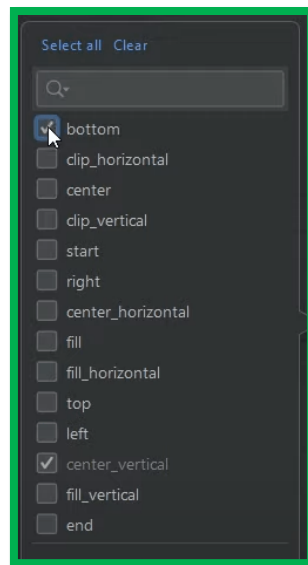 Select all Clear
bottom
clip_horizontal
center
clip_vertical
start
right
center_horizontal
fill
fill_horizontal
top
left
center_vertical
fill_vertical
end